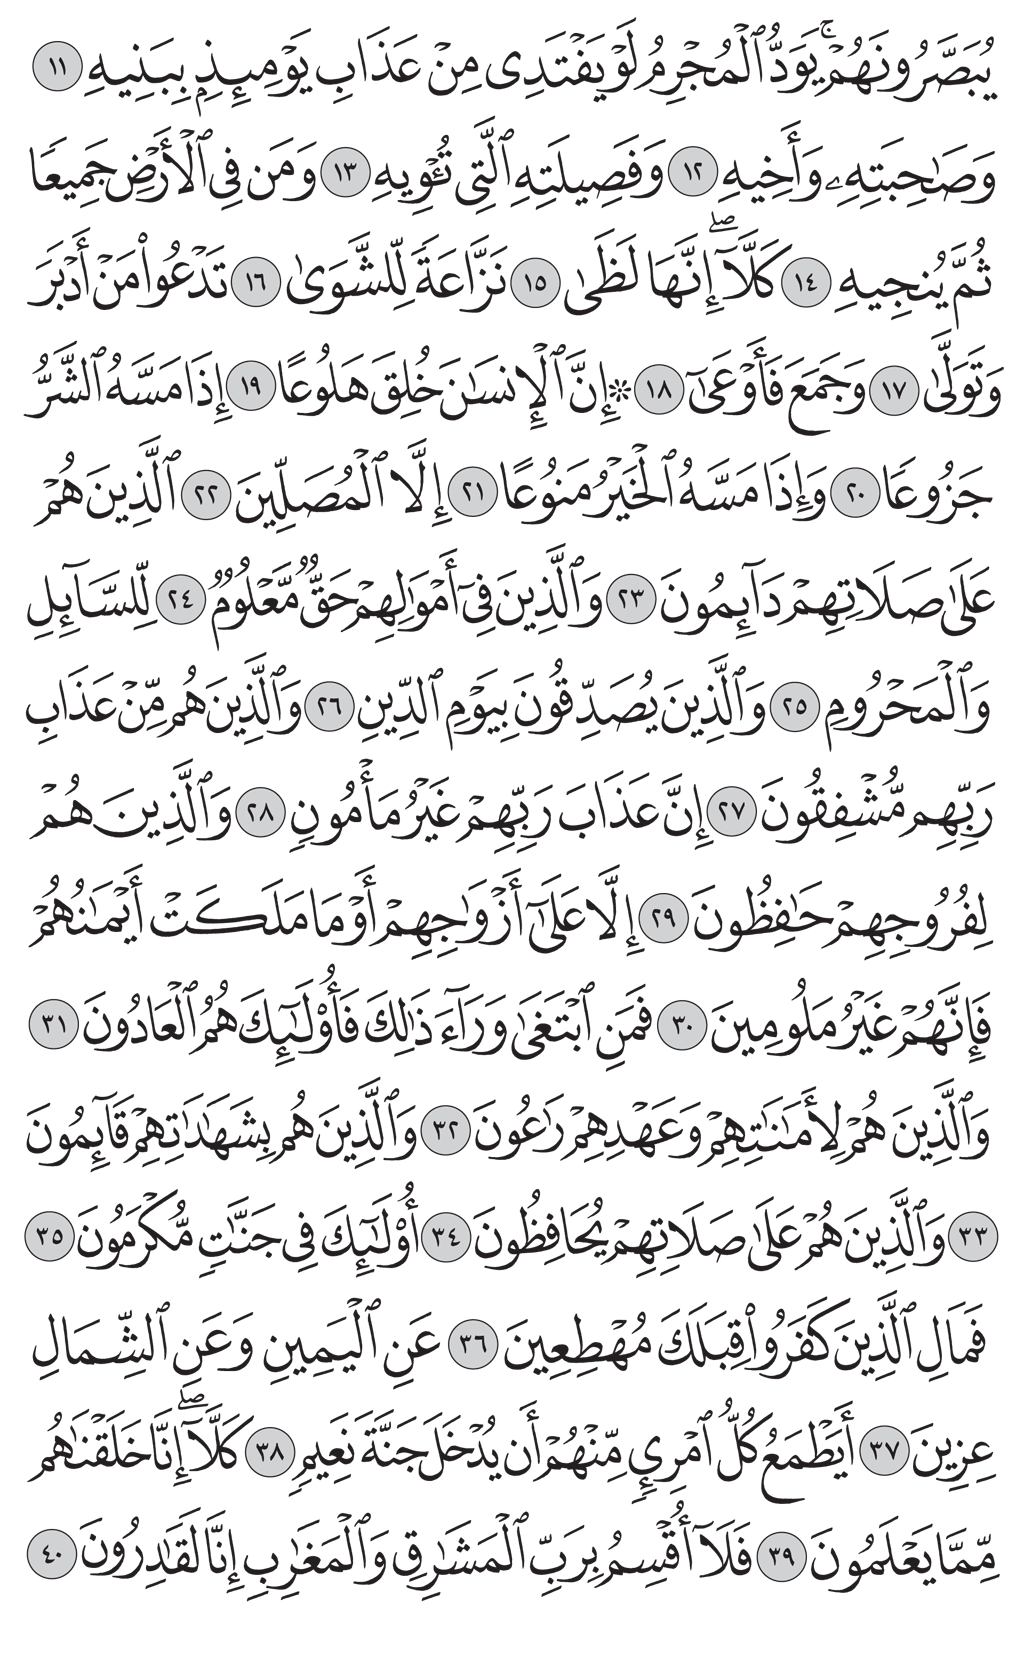 يُبَصَّرُونَهُمْۚ يَوَدُّ ٱلْمُجْرِمُ لَوْ يَفْتَدِى مِنْ عَذَابِ يَوْمِئِذِۭ بِبَنِيهِ ١١
وَصَـٰحِبَتِهِۦ وَأَخِيهِ ١٢ وَفَصِيلَتِهِ ٱلَّتِى تُـْٔوِيهِ ١٣ وَمَن فِى ٱلْأَرْضِ جَمِيعًا
ثُمَّ يُنجِيهِ ١٤ كَلَّآۖ إِنَّهَا لَظَىٰ ١٥ نَزَّاعَةً لِّلشَّوَىٰ ١٦ تَدْعُوا۟ مَنْ أَدْبَرَ
وَتَوَلَّىٰ ١٧ وَجَمَعَ فَأَوْعَىٰٓ ١٨ ۞ إِنَّ ٱلْإِنسَـٰنَ خُلِقَ هَلُوعًا ١٩ إِذَا مَسَّهُ ٱلشَّرُّ
جَزُوعًا ٢٠ وَإِذَا مَسَّهُ ٱلْخَيْرُ مَنُوعًا ٢١ إِلَّا ٱلْمُصَلِّينَ ٢٢ ٱلَّذِينَ هُمْ
عَلَىٰ صَلَاتِهِمْ دَآئِمُونَ ٢٣ وَٱلَّذِينَ فِىٓ أَمْوَٰلِهِمْ حَقٌّ مَّعْلُومٌ ٢٤ لِّلسَّآئِلِ
وَٱلْمَحْرُومِ ٢٥ وَٱلَّذِينَ يُصَدِّقُونَ بِيَوْمِ ٱلدِّينِ ٢٦ وَٱلَّذِينَ هُم مِّنْ عَذَابِ
رَبِّهِم مُّشْفِقُونَ ٢٧ إِنَّ عَذَابَ رَبِّهِمْ غَيْرُ مَأْمُونٍ ٢٨ وَٱلَّذِينَ هُمْ
لِفُرُوجِهِمْ حَـٰفِظُونَ ٢٩ إِلَّا عَلَىٰٓ أَزْوَٰجِهِمْ أَوْ مَا مَلَكَتْ أَيْمَـٰنُهُمْ
فَإِنَّهُمْ غَيْرُ مَلُومِينَ ٣٠ فَمَنِ ٱبْتَغَىٰ وَرَآءَ ذَٰلِكَ فَأُو۟لَـٰٓئِكَ هُمُ ٱلْعَادُونَ ٣١
وَٱلَّذِينَ هُمْ لِأَمَـٰنَـٰتِهِمْ وَعَهْدِهِمْ رَٰعُونَ ٣٢ وَٱلَّذِينَ هُم بِشَهَـٰدَٰتِهِمْ قَآئِمُونَ
٣٣ وَٱلَّذِينَ هُمْ عَلَىٰ صَلَاتِهِمْ يُحَافِظُونَ ٣٤ أُو۟لَـٰٓئِكَ فِى جَنَّـٰتٍ مُّكْرَمُونَ ٣٥
فَمَالِ ٱلَّذِينَ كَفَرُوا۟ قِبَلَكَ مُهْطِعِينَ ٣٦ عَنِ ٱلْيَمِينِ وَعَنِ ٱلشِّمَالِ
عِزِينَ ٣٧ أَيَطْمَعُ كُلُّ ٱمْرِئٍ مِّنْهُمْ أَن يُدْخَلَ جَنَّةَ نَعِيمٍ ٣٨ كَلَّآۖ إِنَّا خَلَقْنَـٰهُم
مِّمَّا يَعْلَمُونَ ٣٩ فَلَآ أُقْسِمُ بِرَبِّ ٱلْمَشَـٰرِقِ وَٱلْمَغَـٰرِبِ إِنَّا لَقَـٰدِرُونَ ٤٠